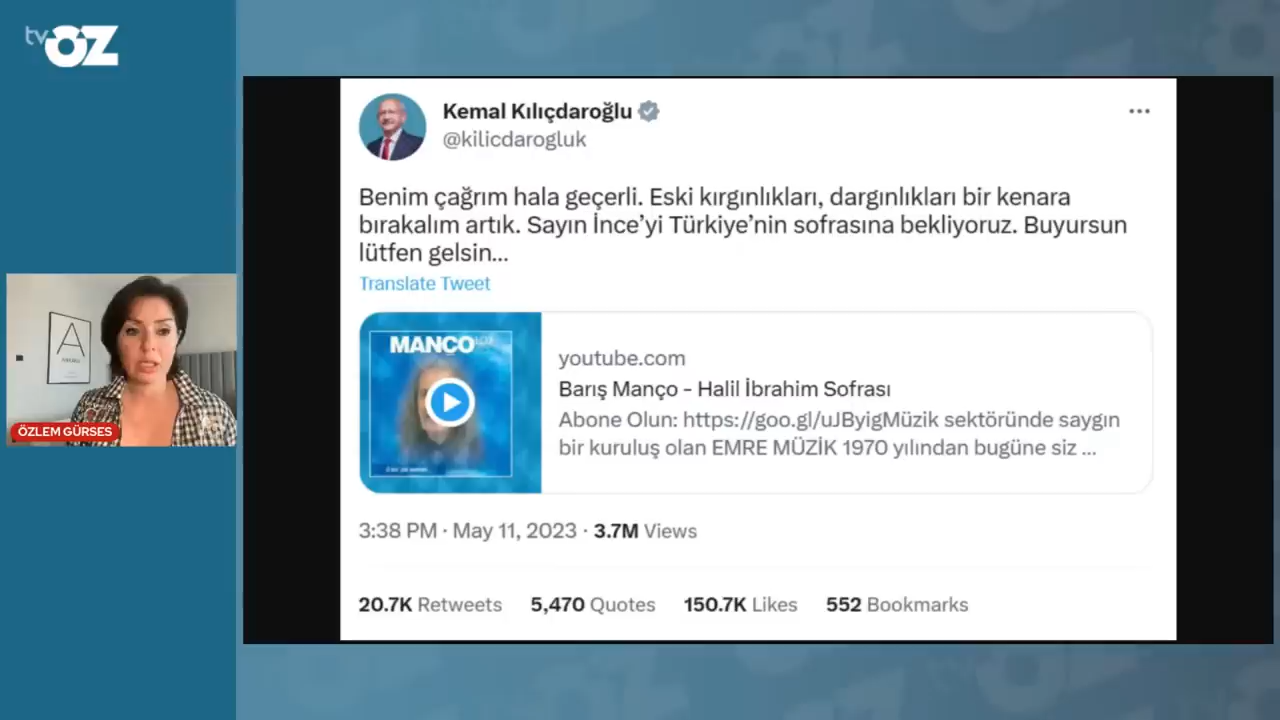 tv ÖZ
Kemal Kılıçdaroğlu
@kilicdarogluk
Benim çağrım hala geçerli. Eski kırgınlıkları, dargınlıkları bir kenara
bırakalım artık. Sayın İnce’yi Türkiye’nin sofrasına bekliyoruz. Buyursun
lütfen gelsin...
Translate Tweet
MANÇO
youtube.com
Barış Manço - Halil İbrahim Sofrası
Abone Olun: https://goo.gl/uJByigMüzik sektöründe saygın
bir kuruluş olan EMRE MÜZİK 1970 yılından bugüne siz ...
3:38 PM · May 11, 2023 · 3.7M Views
20.7K Retweets 5,470 Quotes 150.7K Likes 552 Bookmarks
A
ÖZLEM GÜRSES